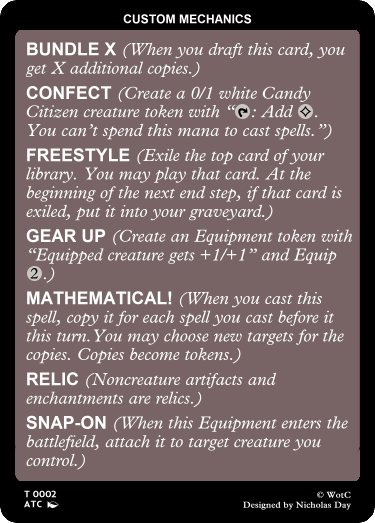 CUSTOM MECHANICS
BUNDLE X (When you draft this card, you
get X additional copies.)
CONFECT (Create a 0/1 white Candy
Citizen creature token with “: Add .
You can’t spend this mana to cast spells.”)
FREESTYLE (Exile the top card of your
library. You may play that card. At the
beginning of the next end step, if that card is
exiled, put it into your graveyard.)
GEAR UP (Create an Equipment token with
“Equipped creature gets +1/+1” and Equip
2.)
MATHEMATICAL! (When you cast this
spell, copy it for each spell you cast before it
this turn. You may choose new targets for the
copies. Copies become tokens.)
RELIC (Noncreature artifacts and
enchantments are relics.)
SNAP-ON (When this Equipment enters the
battlefield, attach it to target creature you
control.)
T 0002
ATC
© WotC
Designed by Nicholas Day